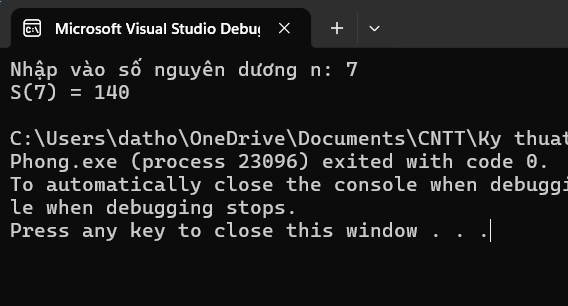 Microsoft Visual Studio Debu
Nhập vào số nguyên dương n: 7
S(7) = 140
C:\Users\datho\OneDrive\Documents\CNTT\Ky thuat
Phong.exe (process 23096) exited with code 0.
To automatically close the console when debuggi
le when debugging stops.
Press any key to close this window . . .